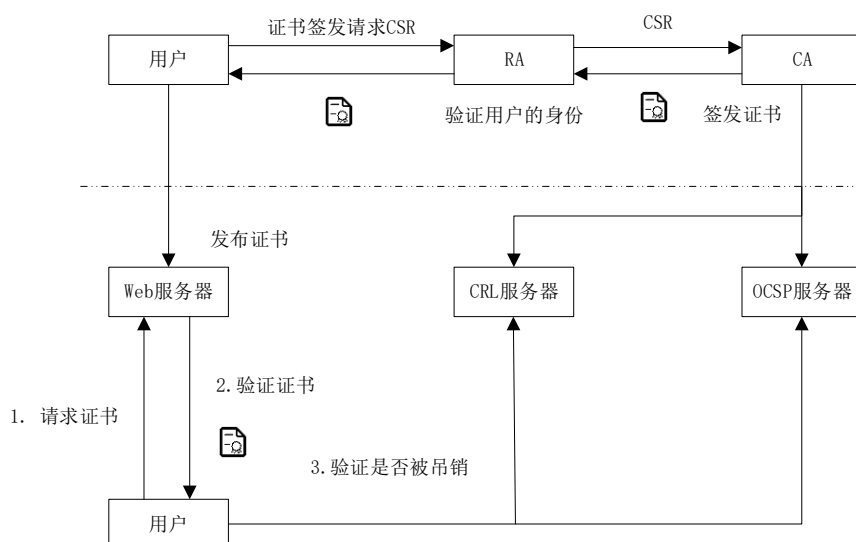 证书签发请求CSR
CSR
用户
RA
CA
验证用户的身份
签发证书
发布证书
Web服务器
CRL服务器
OCSP服务器
2.验证证书
1. 请求证书
3.验证是否被吊销
用户